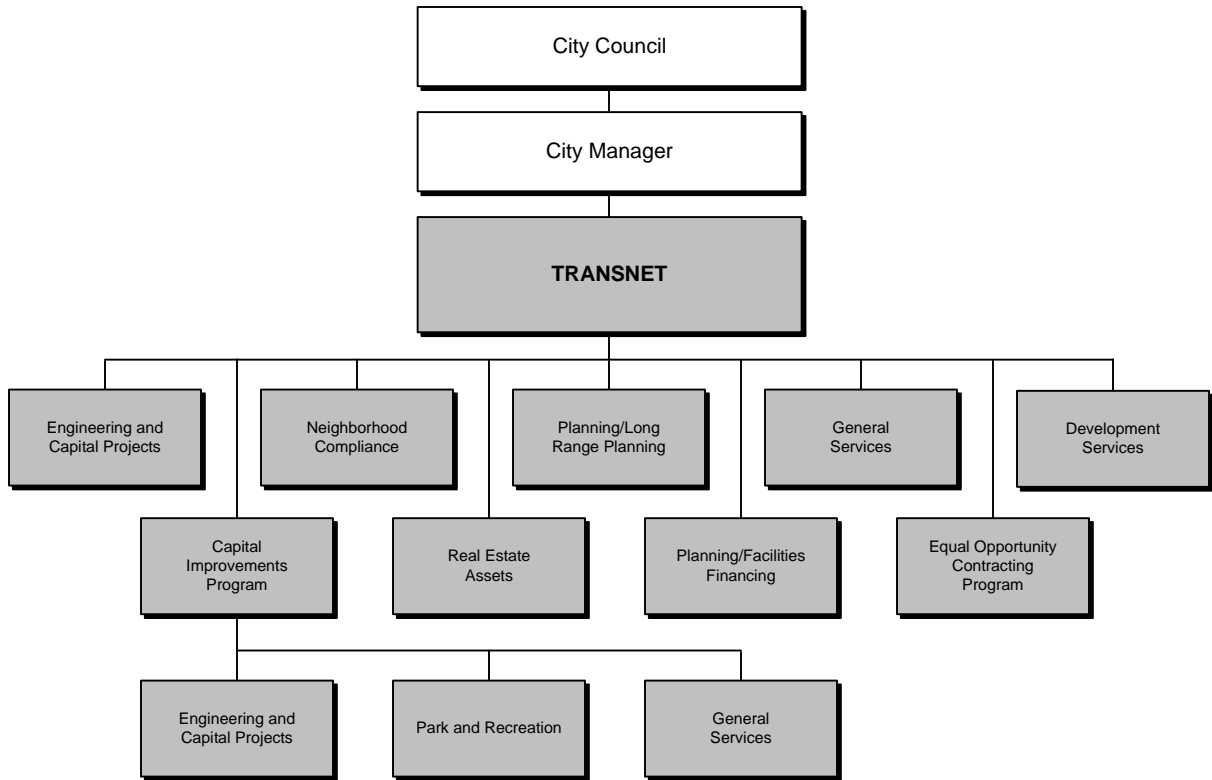 City Council
City Manager
TRANSNET
Engineering and
Capital Projects
Neighborhood
Compliance
Planning/Long
Range Planning
General
Services
Development
Services
Capital
Improvements
Program
Real Estate
Assets
Planning/Facilities
Financing
Equal Opportunity
Contracting
Program
Engineering and
Capital Projects
Park and Recreation
General
Services